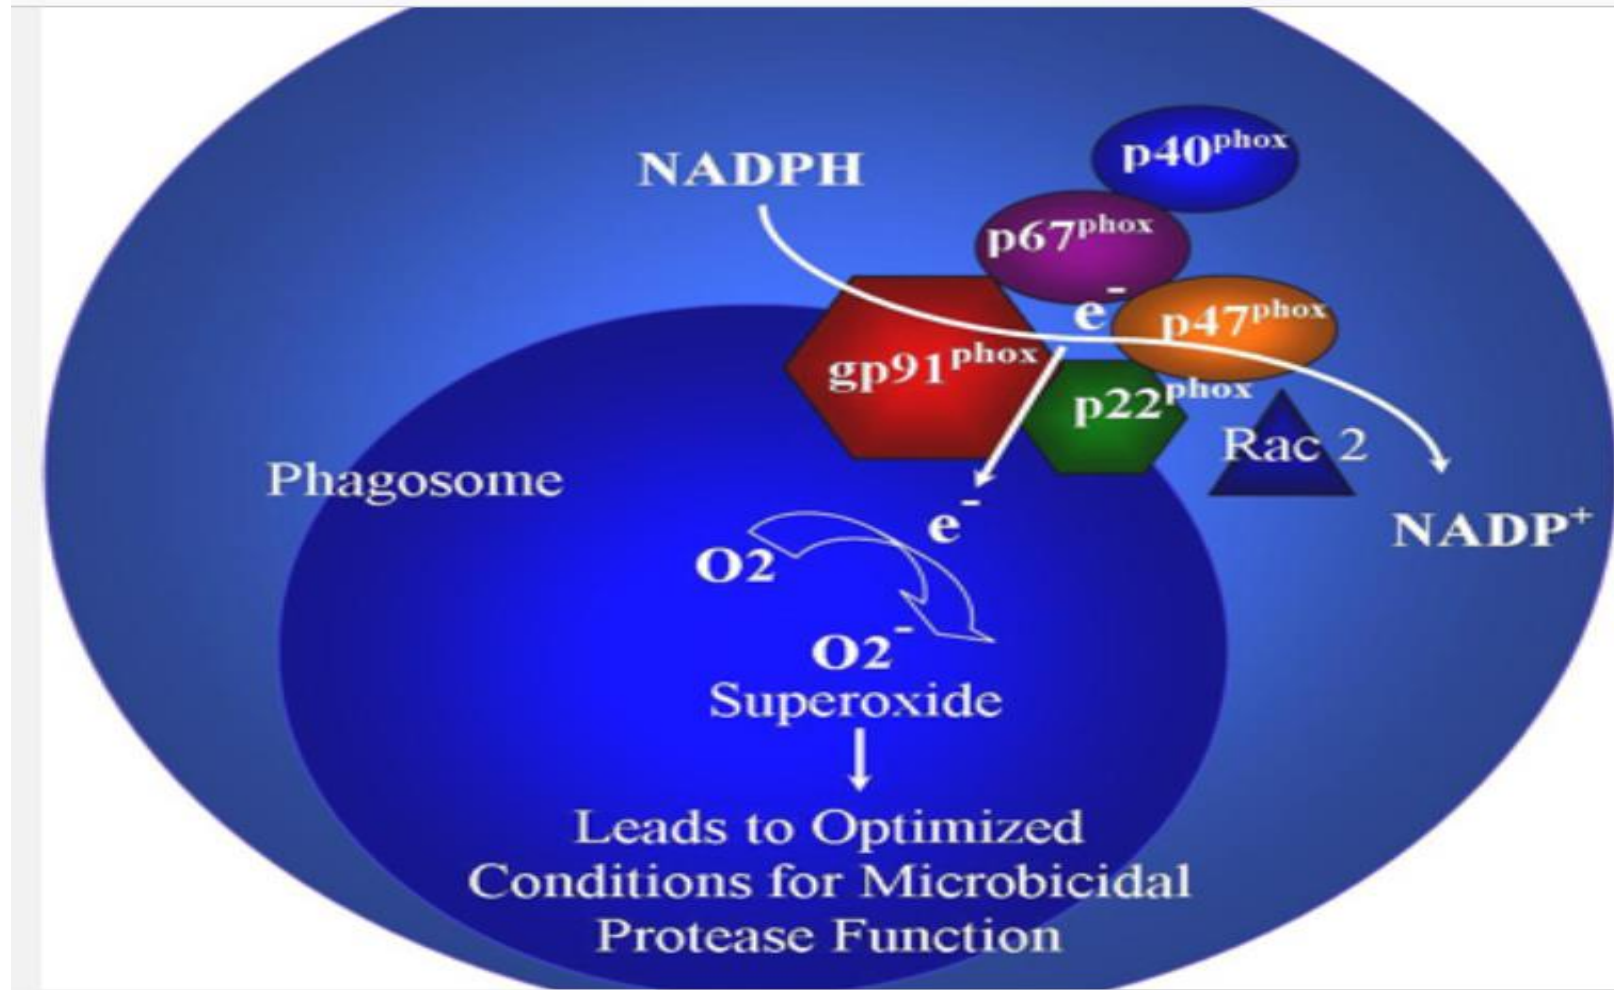 p40phox
NADPH
p67phox
e-
p47phox
gp91phox
p22phox
Rac 2
Phagosome
e-
NADP+
O2
O2-
Superoxide
Leads to Optimized
Conditions for Microbicidal
Protease Function